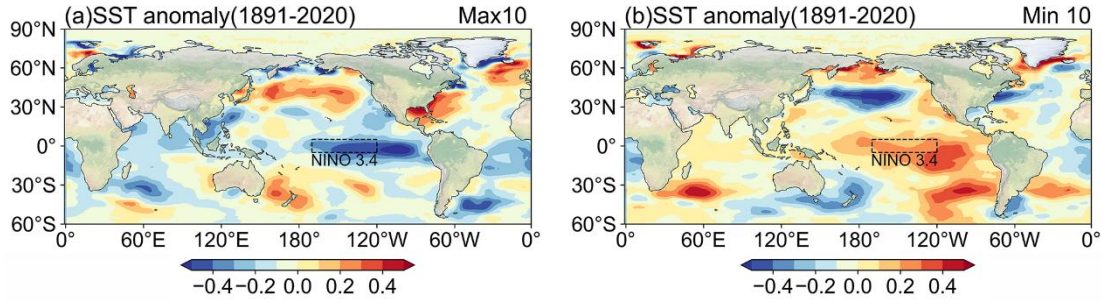 (a)SST anomaly(1891-2020) Max10
90°N
60°N
30°N
0°
30°S
60°S
NINO 3.4
0° 60°E 120°E 180° 120°W 60°W
−0.4 −0.2 0.0 0.2 0.4
(b)SST anomaly(1891-2020) Min 10
90°N
60°N
30°N
0°
30°S
60°S
NINO 3.4
0° 60°E 120°E 180° 120°W 60°W 0°
−0.4 −0.2 0.0 0.2 0.4